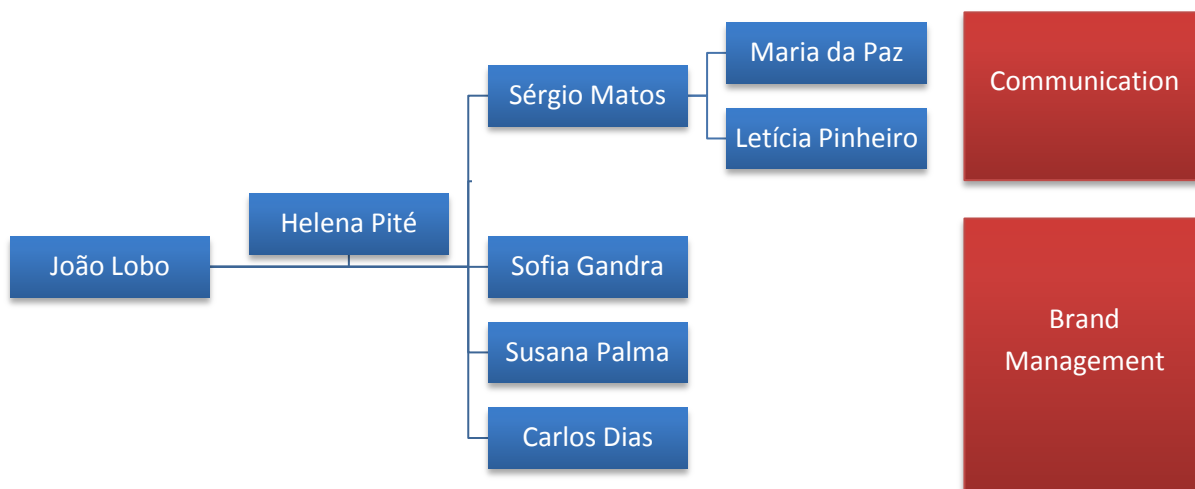 Maria da Paz
Communication
Sérgio Matos
Letícia Pinheiro
Helena Pité
João Lobo
Sofia Gandra
Brand
Management
Susana Palma
Carlos Dias